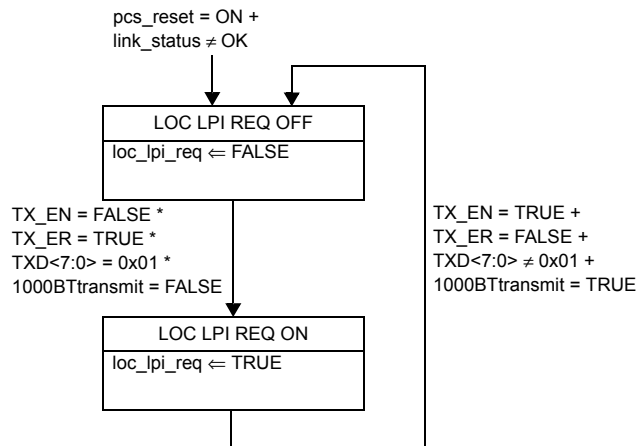 pcs_reset = ON +
link_status ≠ OK
LOC LPI REQ OFF
loc_lpi_req ⇐ FALSE
TX_EN = FALSE *
TX_ER = TRUE *
TXD<7:0> = 0x01 *
1000BTtransmit = FALSE
TX_EN = TRUE +
TX_ER = FALSE +
TXD<7:0> ≠ 0x01 +
1000BTtransmit = TRUE
LOC LPI REQ ON
loc_lpi_req ⇐ TRUE